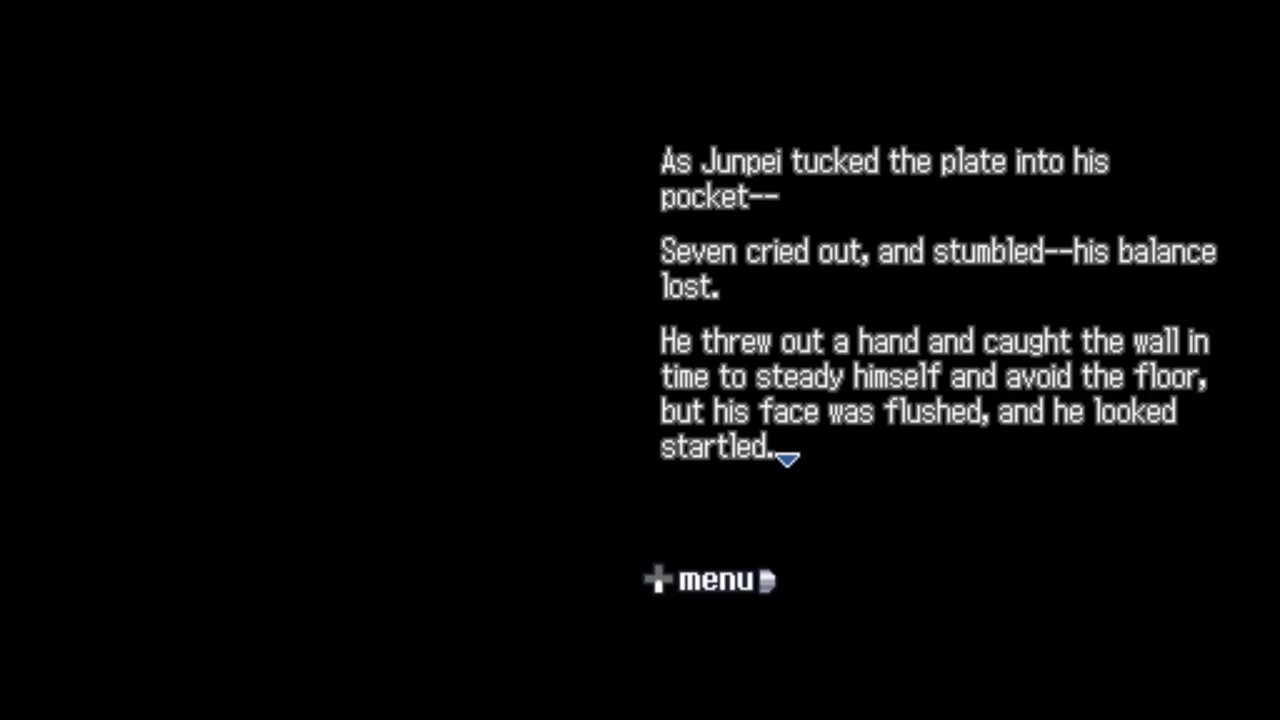 As Junpei tucked the plate into his
pocket--
Seven cried out, and stumbled--his balance
lost.
He threw out a hand and caught the wall in
time to steady himself and avoid the floor,
but his face was flushed, and he looked
startled.
menu